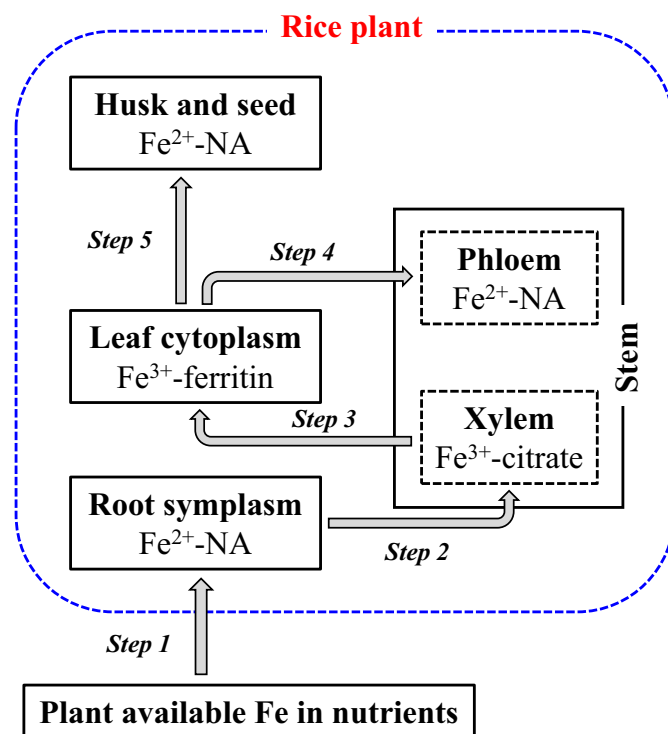 Rice plant
Husk and seed
Fe²⁺-NA
Step 5
Step 4
Phloem
Fe²⁺-NA
Leaf cytoplasm
Fe³⁺-ferritin
Stem
Step 3
Xylem
Fe³⁺-citrate
Root symplasm
Fe²⁺-NA
Step 2
Step 1
Plant available Fe in nutrients